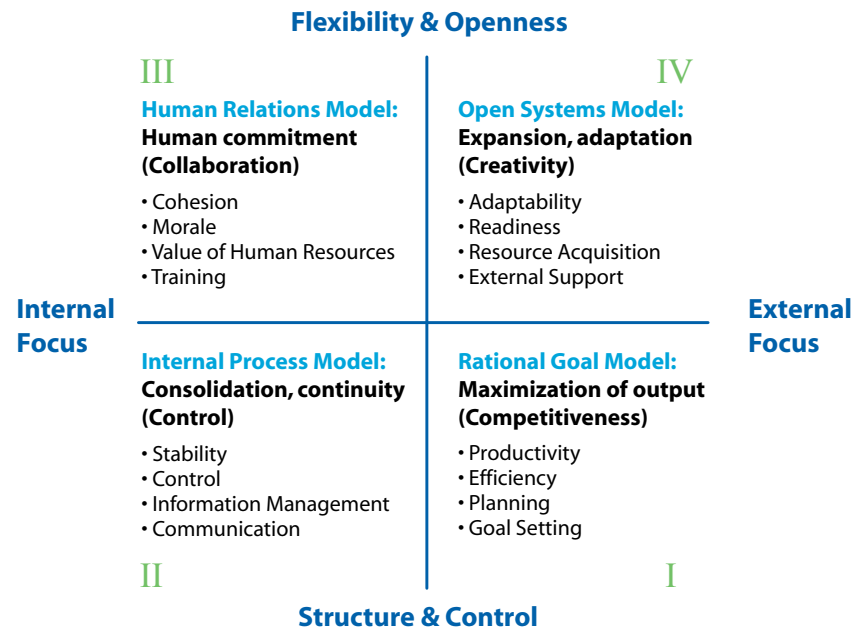 Flexibility & Openness
III
Human Relations Model:
Human commitment
(Collaboration)
• Cohesion
• Morale
• Value of Human Resources
• Training
IV
Open Systems Model:
Expansion, adaptation
(Creativity)
• Adaptability
• Readiness
• Resource Acquisition
• External Support
Internal
Focus
External
Focus
Internal Process Model:
Consolidation, continuity
(Control)
• Stability
• Control
• Information Management
• Communication
II
Rational Goal Model:
Maximization of output
(Competitiveness)
• Productivity
• Efficiency
• Planning
• Goal Setting
I
Structure & Control